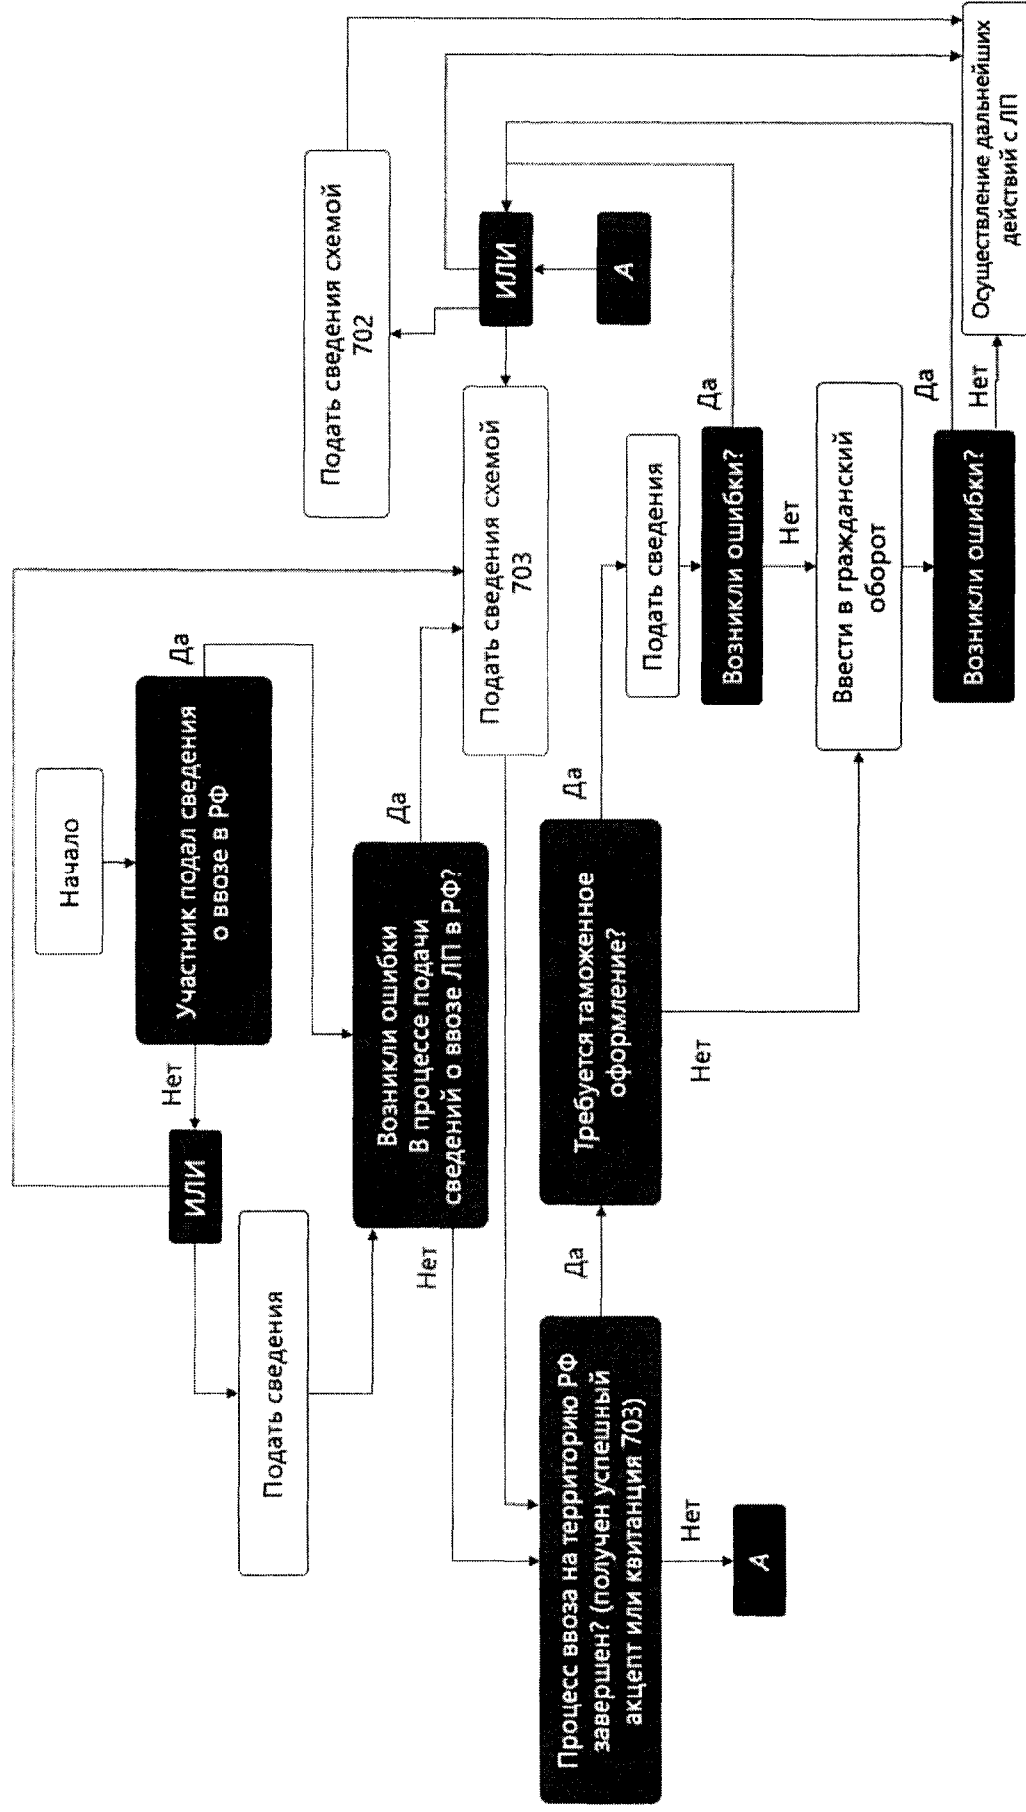 Начало
Участник подал сведения
о ввозе в РФ
Да
Нет
ИЛИ
Подать сведения
Возникли ошибки
В процессе подачи
сведений о ввозе ЛП в РФ?
Да
Нет
Подать сведения схемой
702
ИЛИ
А
Подать сведения схемой
703
Процесс ввоза на территорию РФ
завершен? (получен успешный
акцепт или квитанция 703)
Да
Нет
А
Требуется таможенное
оформление?
Да
Нет
Подать сведения
Возникли ошибки?
Да
Нет
Ввести в гражданский
оборот
Возникли ошибки?
Да
Нет
Осуществление дальнейших
действий с ЛП